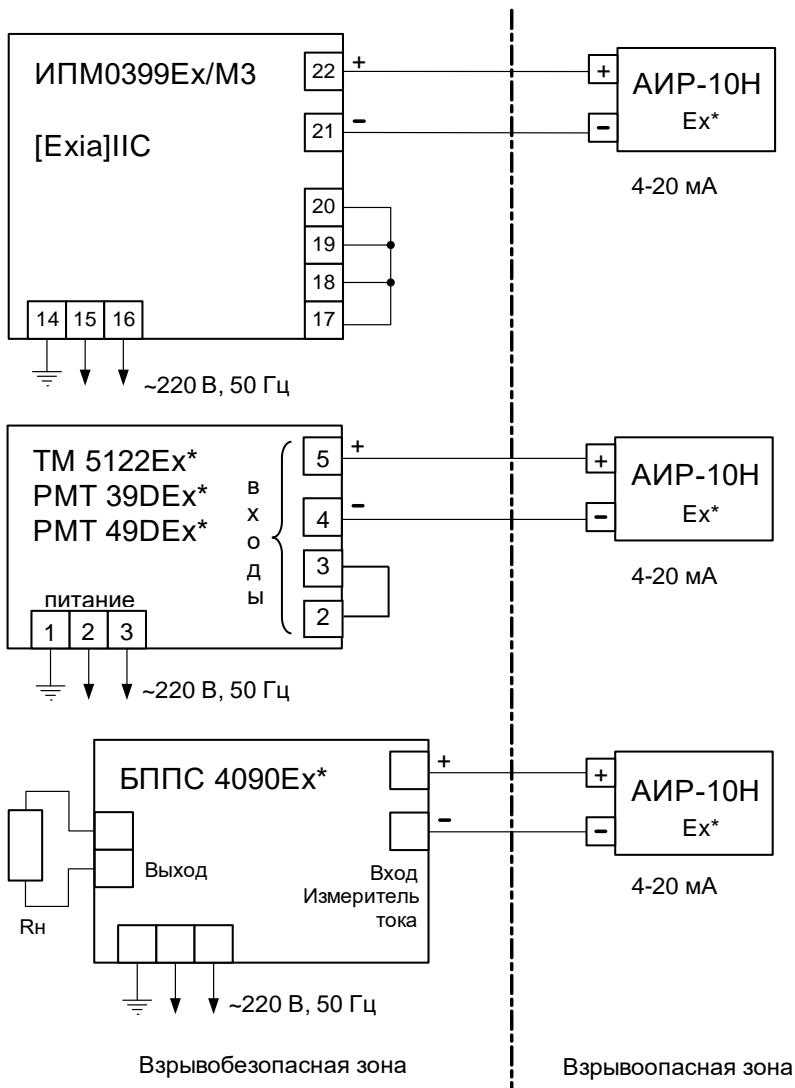 ИПМ0399Ex/М3
[Exia]IIC
22
+
21
-
20
19
18
17
14 15 16
~220 В, 50 Гц
+
-
АИР-10Н
Ex*
4-20 мА
ТМ 5122Ex*
РМТ 39DEx*
РМТ 49DEx*
входы
5
+
4
-
3
2
питание
1 2 3
~220 В, 50 Гц
+
-
АИР-10Н
Ex*
4-20 мА
БППС 4090Ex*
+
-
Выход
Вход
Измеритель
тока
Rн
~220 В, 50 Гц
+
-
АИР-10Н
Ex*
4-20 мА
Взрывобезопасная зона
Взрывоопасная зона